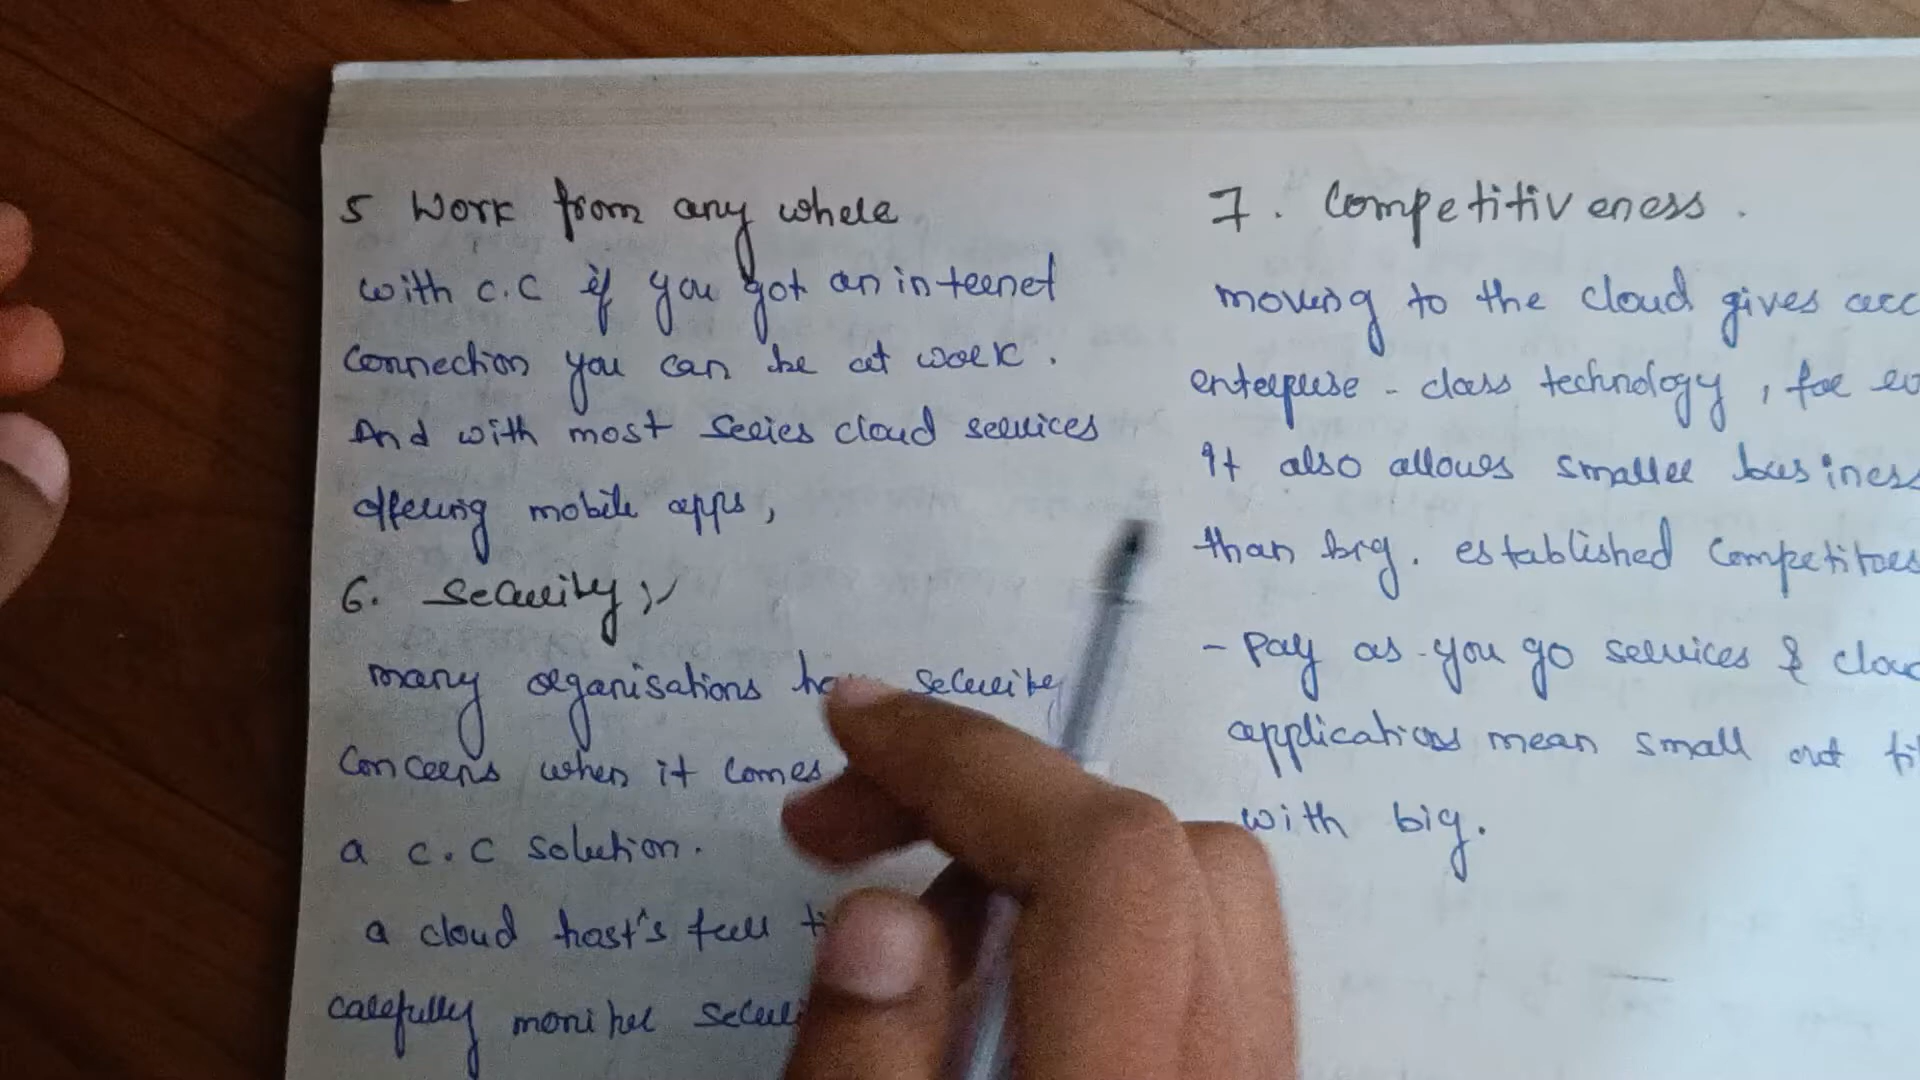 5 Work from any where
with c.c if you got an internet
connection you can be at work.
And with most series cloud services
offering mobile apps,
6. Security :-
many organisations have security
concerns when it comes
a c.c solution.
a cloud host's full
carefully monitor
7. Competitiveness.
moving to the cloud gives
enterprise - class technology, for
It also allows smaller
than big. established competitors
- Pay as you go services &
applications mean small out
with big.